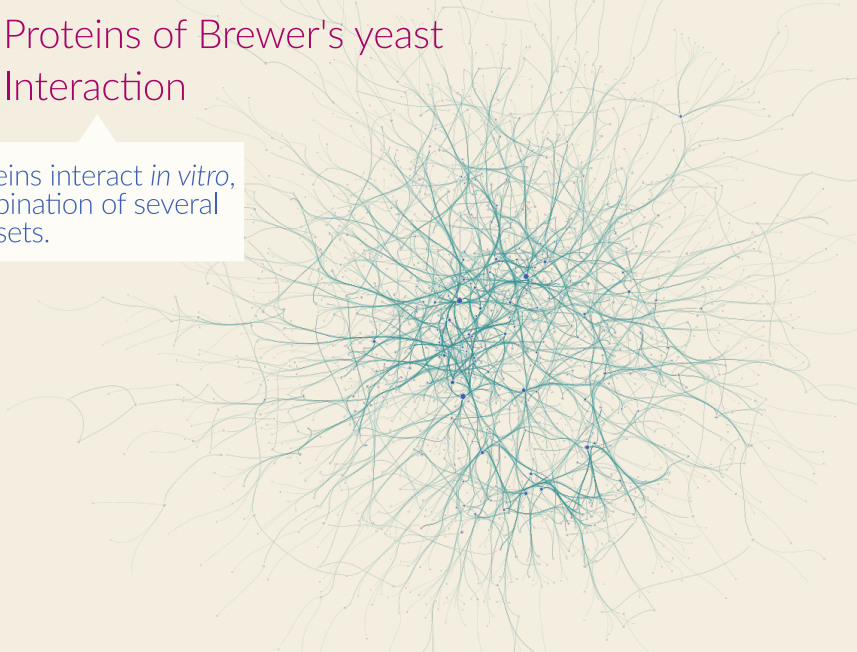 Proteins of Brewer's yeast
Interaction
eins interact in vitro,
bination of several
sets.